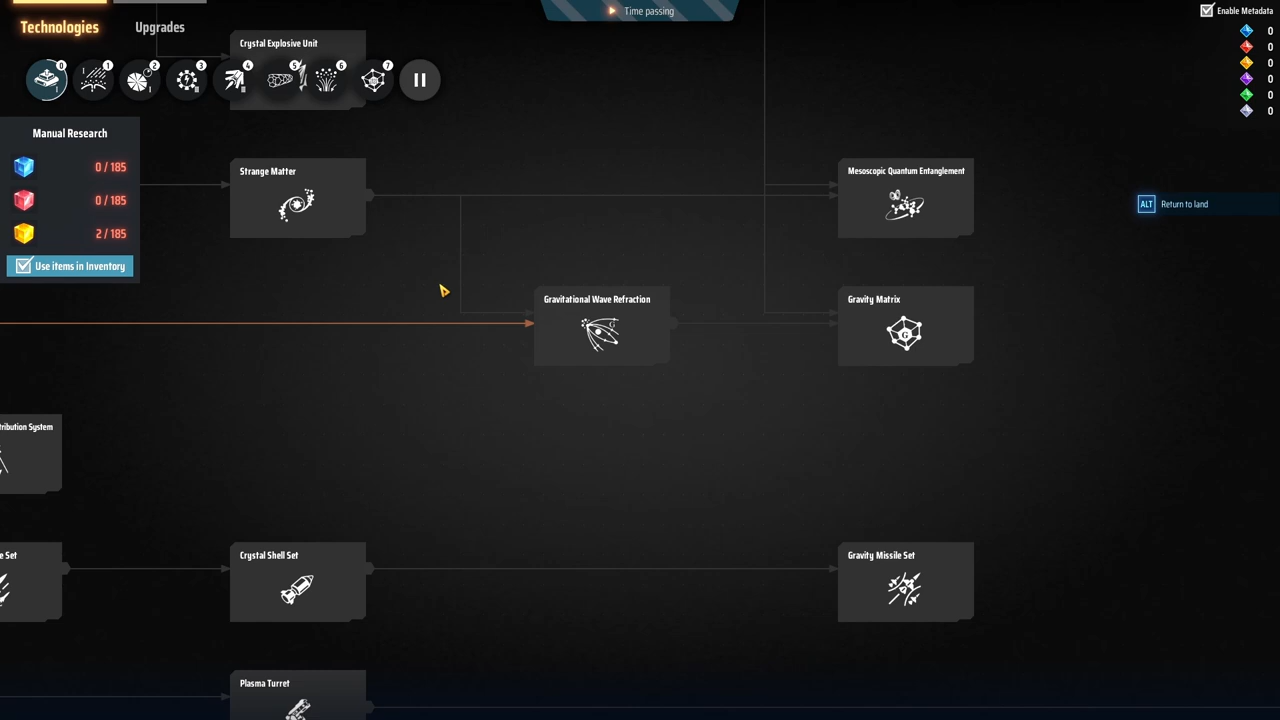 Time passing
Enable Metadata
Technologies
Upgrades
Crystal Explosive Unit
0
1
2
3
4
5
6
7
I
I
I
II
III
0
0
0
0
0
0
Manual Research
0 / 185
0 / 185
2 / 185
Use items in Inventory
Strange Matter
Mesoscopic Quantum Entanglement
ALT Return to land
Gravitational Wave Refraction
G
Gravity Matrix
G
tribution System
e Set
Crystal Shell Set
Gravity Missile Set
Plasma Turret